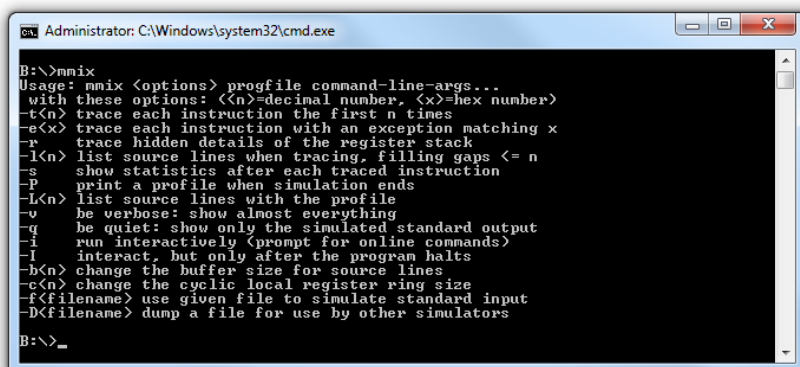 Administrator: C:\Windows\system32\cmd.exe
B:\>mmix
Usage: mmix <options> progfile command-line-args...
 with these options: (<n>=decimal number, <x>=hex number)
-t<n> trace each instruction the first n times
-e<x> trace each instruction with an exception matching x
-r    trace hidden details of the register stack
-l<n> list source lines when tracing, filling gaps <= n
-s    show statistics after each traced instruction
-P    print a profile when simulation ends
-L<n> list source lines with the profile
-v    be verbose: show almost everything
-q    be quiet: show only the simulated standard output
-i    run interactively (prompt for online commands)
-I    interact, but only after the program halts
-b<n> change the buffer size for source lines
-c<n> change the cyclic local register ring size
-f<filename> use given file to simulate standard input
-D<filename> dump a file for use by other simulators
B:\>_